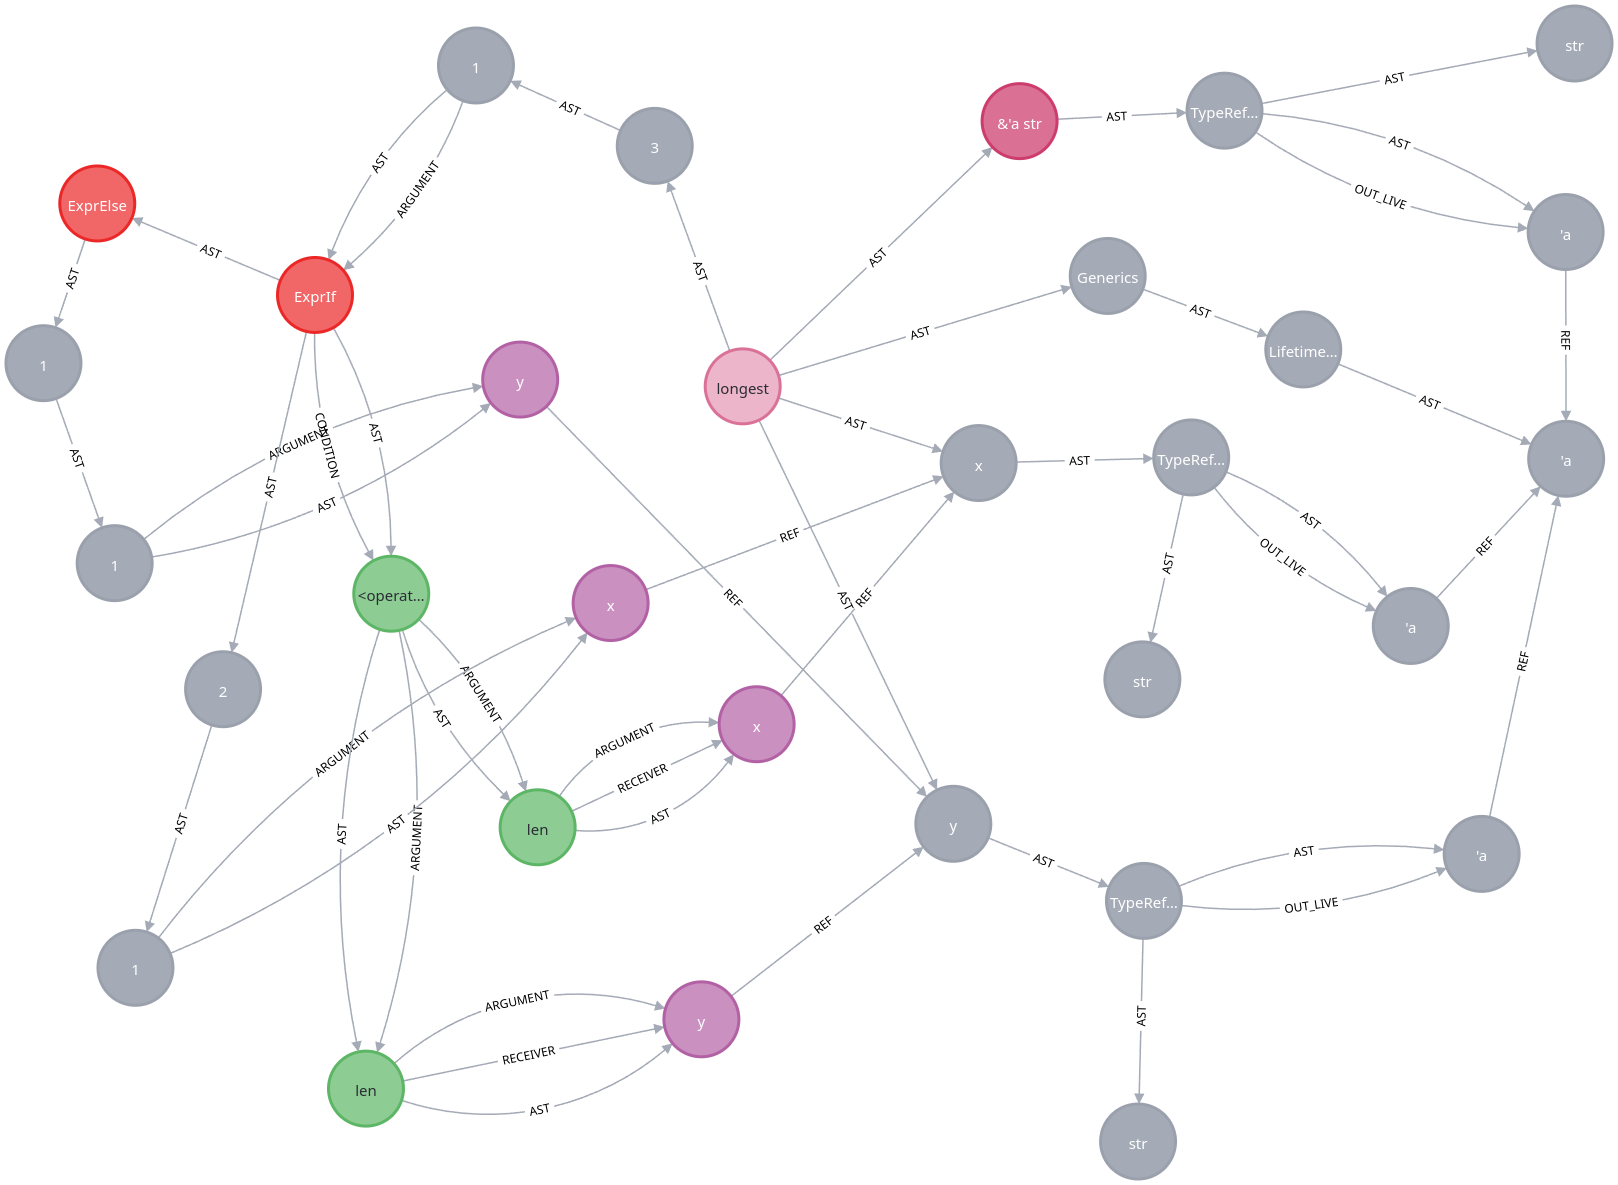 str
1
AST
TypeRef...
AST
3
&'a str
AST
AST
AST
AST
ARGUMENT
OUT_LIVE
ExprElse
'a
AST
AST
AST
AST
Generics
ExprIf
AST
AST
REF
Lifetime...
1
y
longest
AST
CONDITION
AST
ARGUMENT
AST
AST
AST
x
AST
TypeRef...
'a
AST
AST
AST
REF
AST
REF
OUT_LIVE
1
AST
<operat...
REF
AST
REF
x
'a
REF
str
2
ARGUMENT
AST
x
ARGUMENT
ARGUMENT
RECEIVER
AST
AST
AST
AST
ARGUMENT
len
y
AST
AST
'a
TypeRef...
OUT_LIVE
REF
1
ARGUMENT
y
AST
RECEIVER
len
AST
str